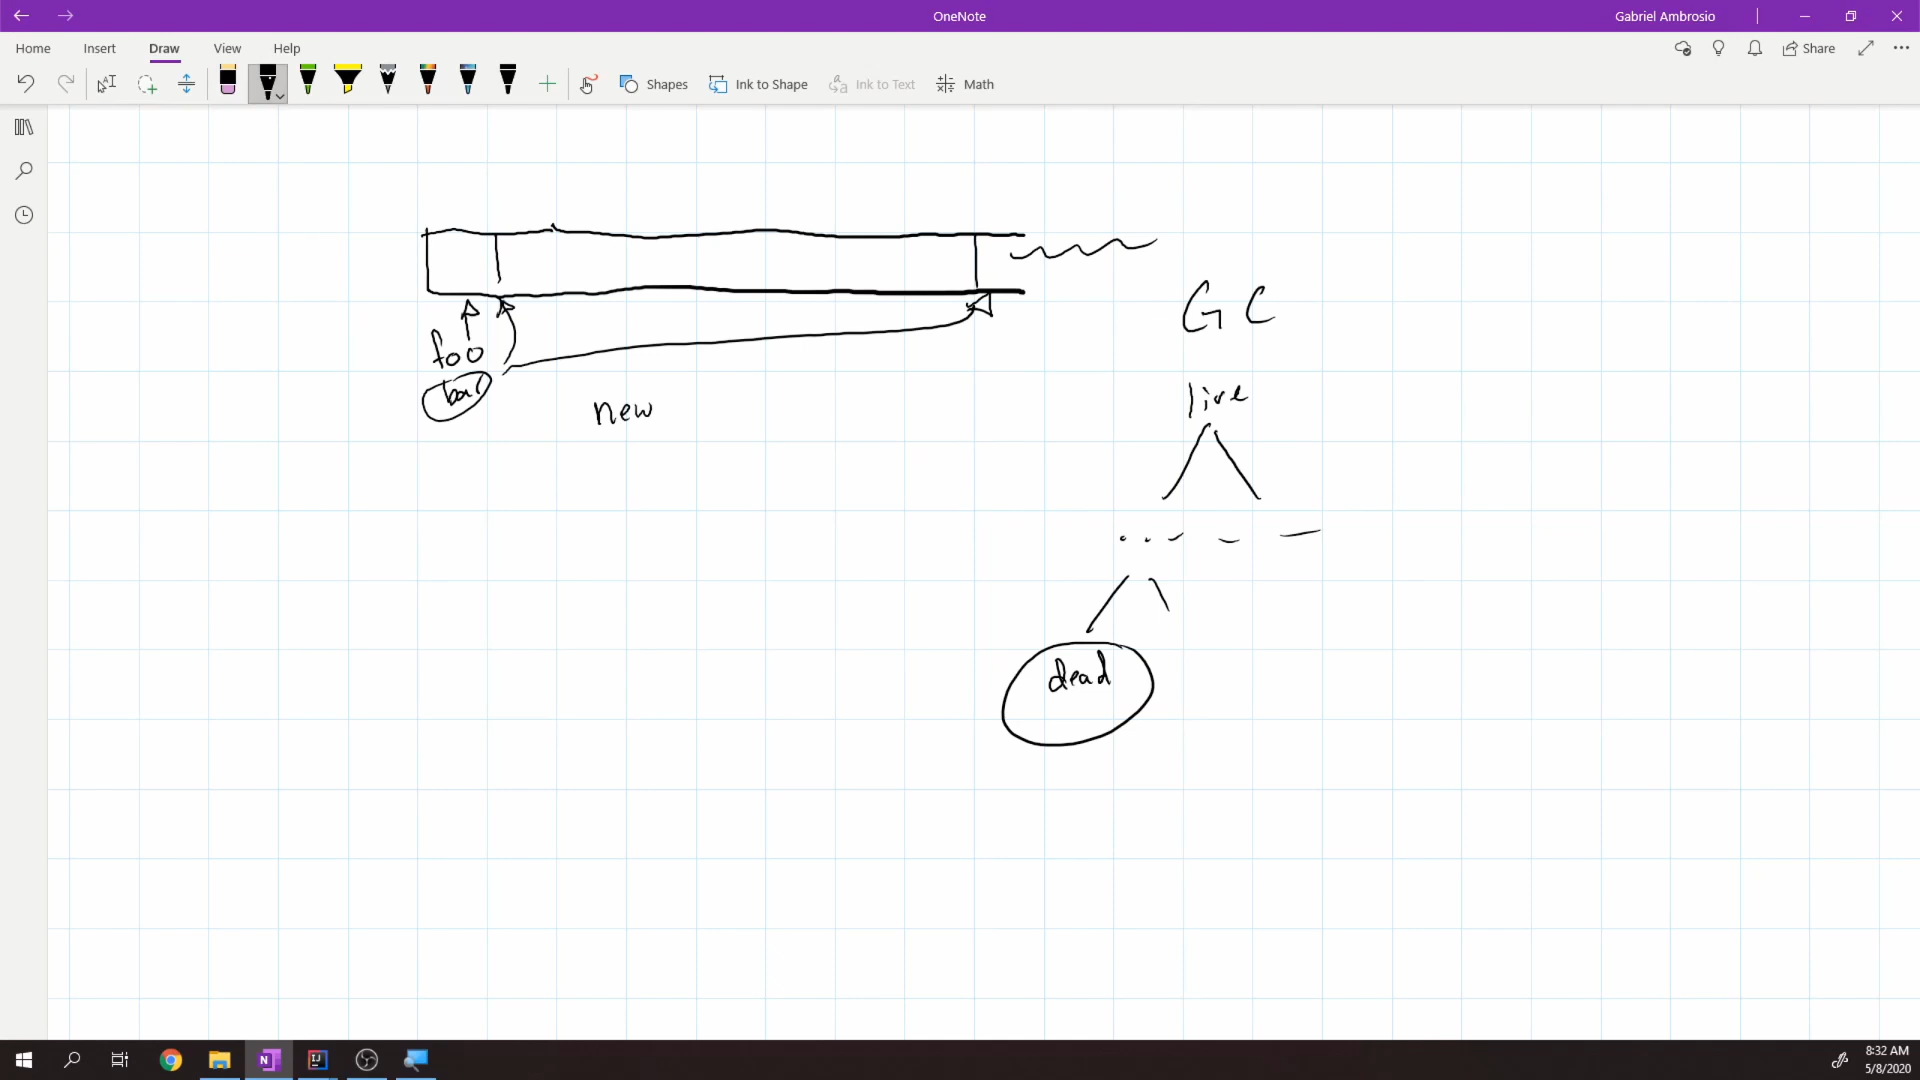 OneNote
Gabriel Ambrosio
Home Insert Draw View Help
Share
Shapes
Ink to Shape
Ink to Text
Math
GC
foo
bar
new
live
dead
8:32 AM
5/8/2020